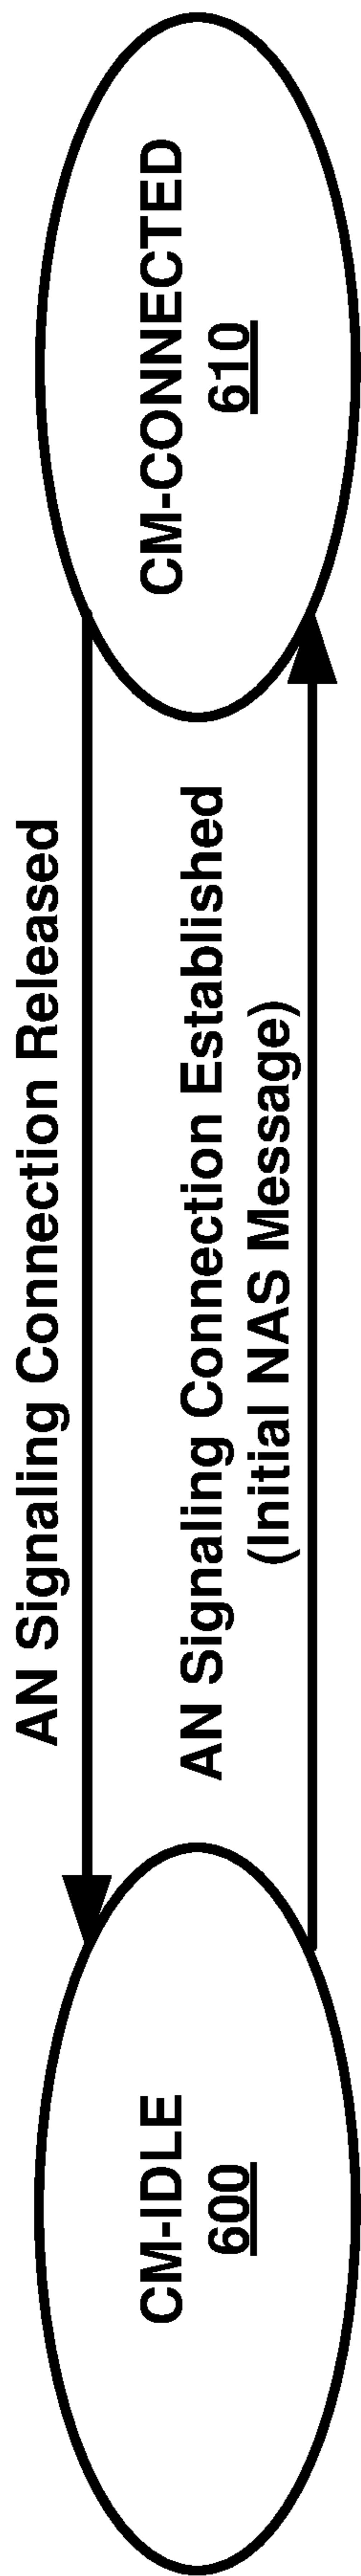 AN Signaling Connection Released
CM-IDLE
600
AN Signaling Connection Established
(Initial NAS Message)
CM-CONNECTED
610